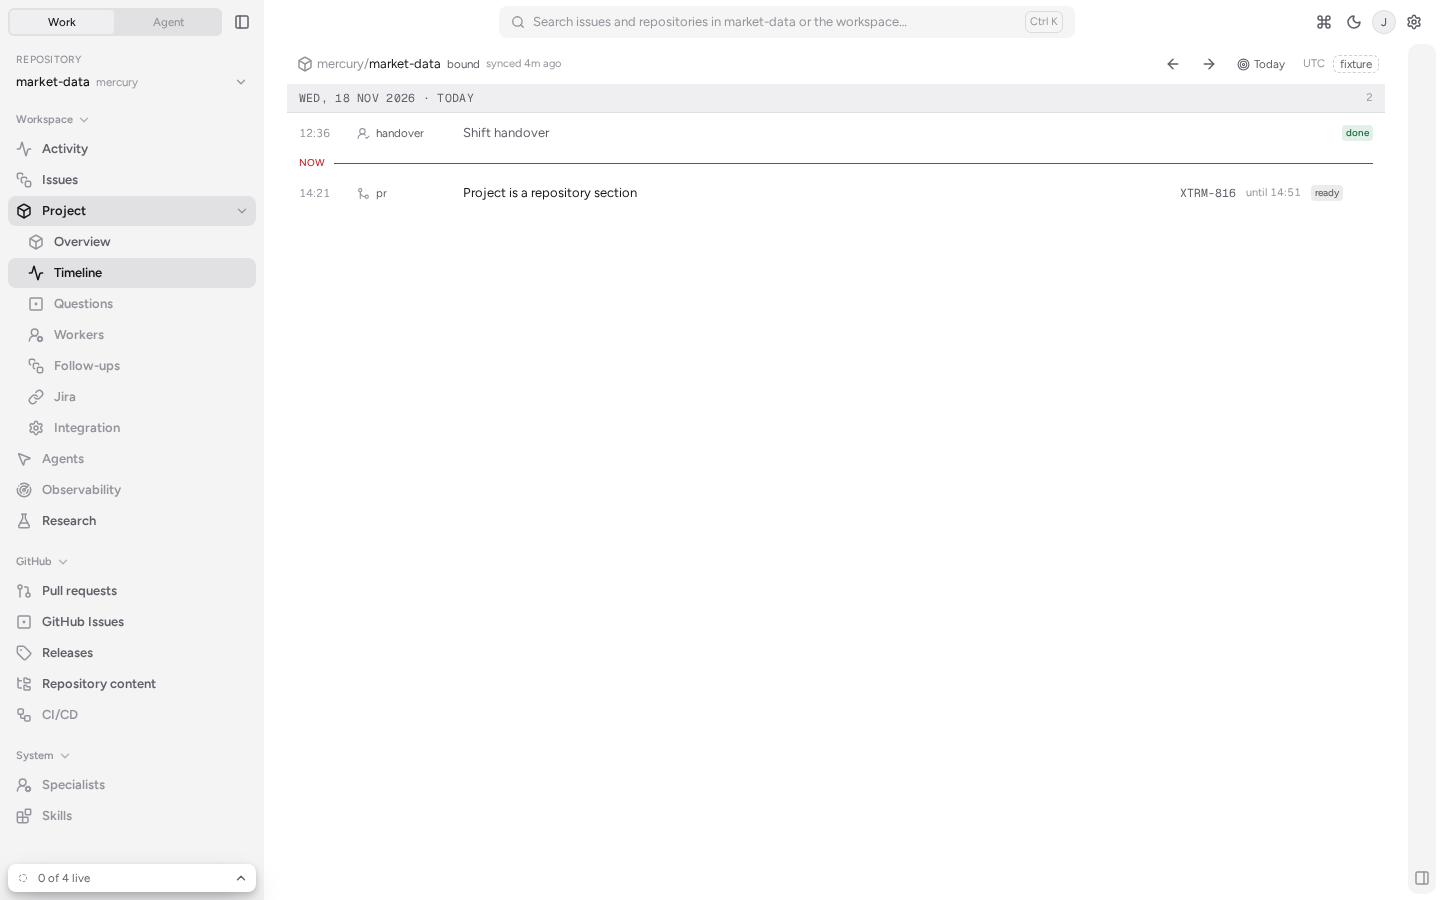 Work
Agent
Search issues and repositories in market-data or the workspace...
Ctrl K
J
REPOSITORY
market-data mercury
Workspace
Activity
Issues
Project
Overview
Timeline
Questions
Workers
Follow-ups
Jira
Integration
Agents
Observability
Research
GitHub
Pull requests
GitHub Issues
Releases
Repository content
CI/CD
System
Specialists
Skills
0 of 4 live
mercury/market-data bound synced 4m ago
Today UTC fixture
WED, 18 NOV 2026 · TODAY 2
12:36 handover Shift handover done
NOW
14:21 pr Project is a repository section XTRM-816 until 14:51 ready